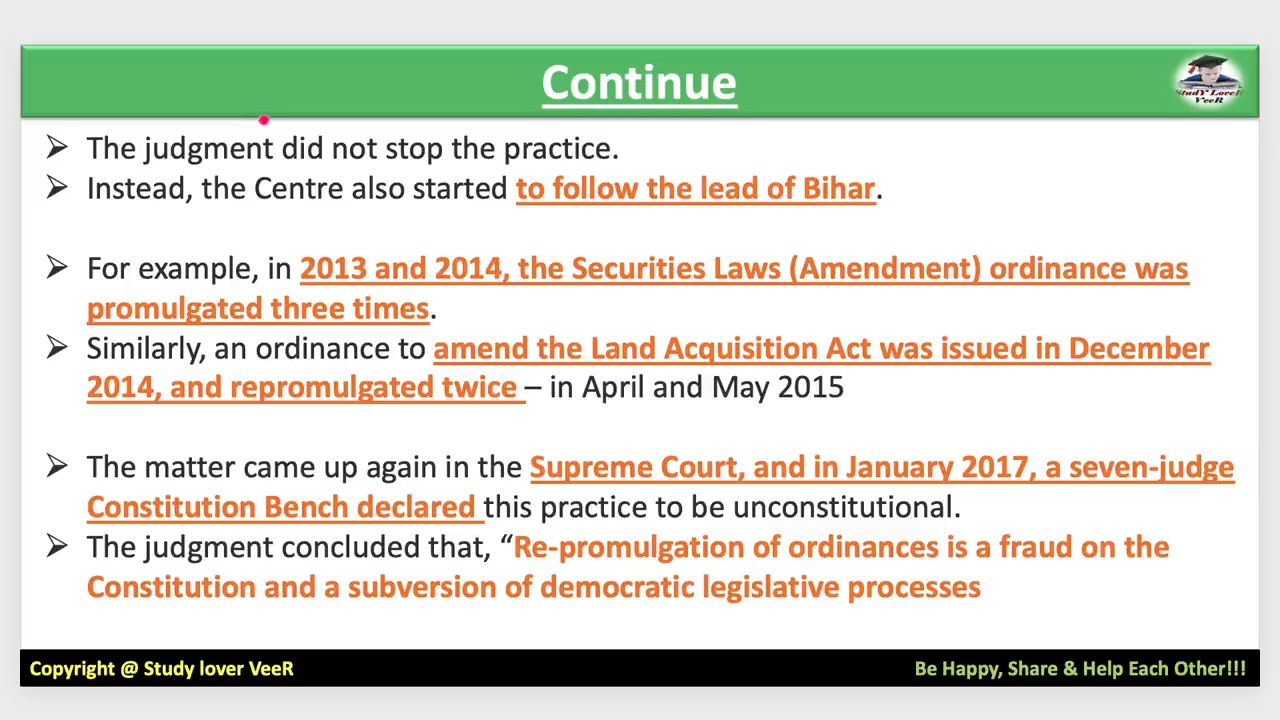 Continue
StudY LoveR
VeeR
➢ The judgment did not stop the practice.
➢ Instead, the Centre also started to follow the lead of Bihar.
➢ For example, in 2013 and 2014, the Securities Laws (Amendment) ordinance was
promulgated three times.
➢ Similarly, an ordinance to amend the Land Acquisition Act was issued in December
2014, and repromulgated twice – in April and May 2015
➢ The matter came up again in the Supreme Court, and in January 2017, a seven-judge
Constitution Bench declared this practice to be unconstitutional.
➢ The judgment concluded that, “Re-promulgation of ordinances is a fraud on the
Constitution and a subversion of democratic legislative processes
Copyright @ Study lover VeeR
Be Happy, Share & Help Each Other!!!